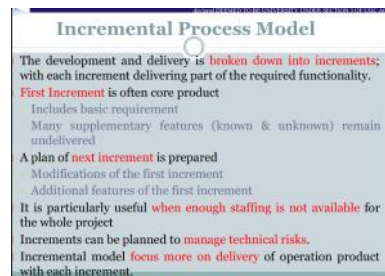 Incremental Process Model
The development and delivery is broken down into increments;
with each increment delivering part of the required functionality.
First Increment is often core product
Includes basic requirement
Many supplementary features (known & unknown) remain
undelivered
A plan of next increment is prepared
Modifications of the first increment
Additional features of the first increment
It is particularly useful when enough staffing is not available for
the whole project
Increments can be planned to manage technical risks.
Incremental model focus more on delivery of operation product
with each increment.